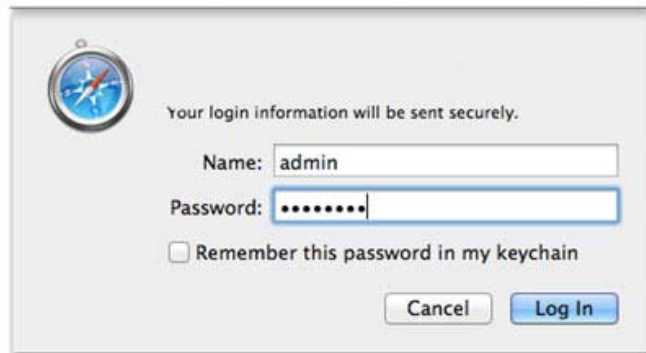 Your login information will be sent securely.
Name: admin
Password: ••••••••
Remember this password in my keychain
Cancel Log In